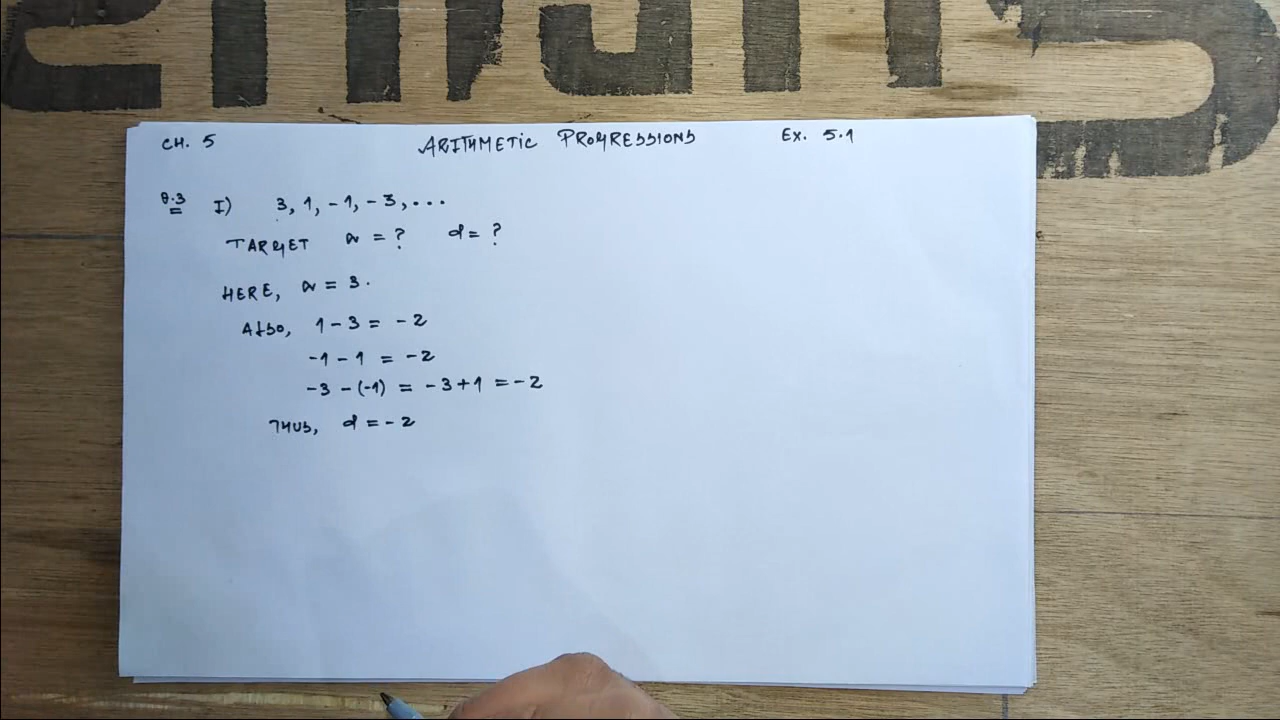 CH. 5 ARITHMETIC PROGRESSIONS Ex. 5.1
Q.3 I) 3, 1, -1, -3, ...
TARGET a = ? d = ?
HERE, a = 3.
ALSO, 1 - 3 = -2
-1 - 1 = -2
-3 - (-1) = -3 + 1 = -2
THUS, d = -2